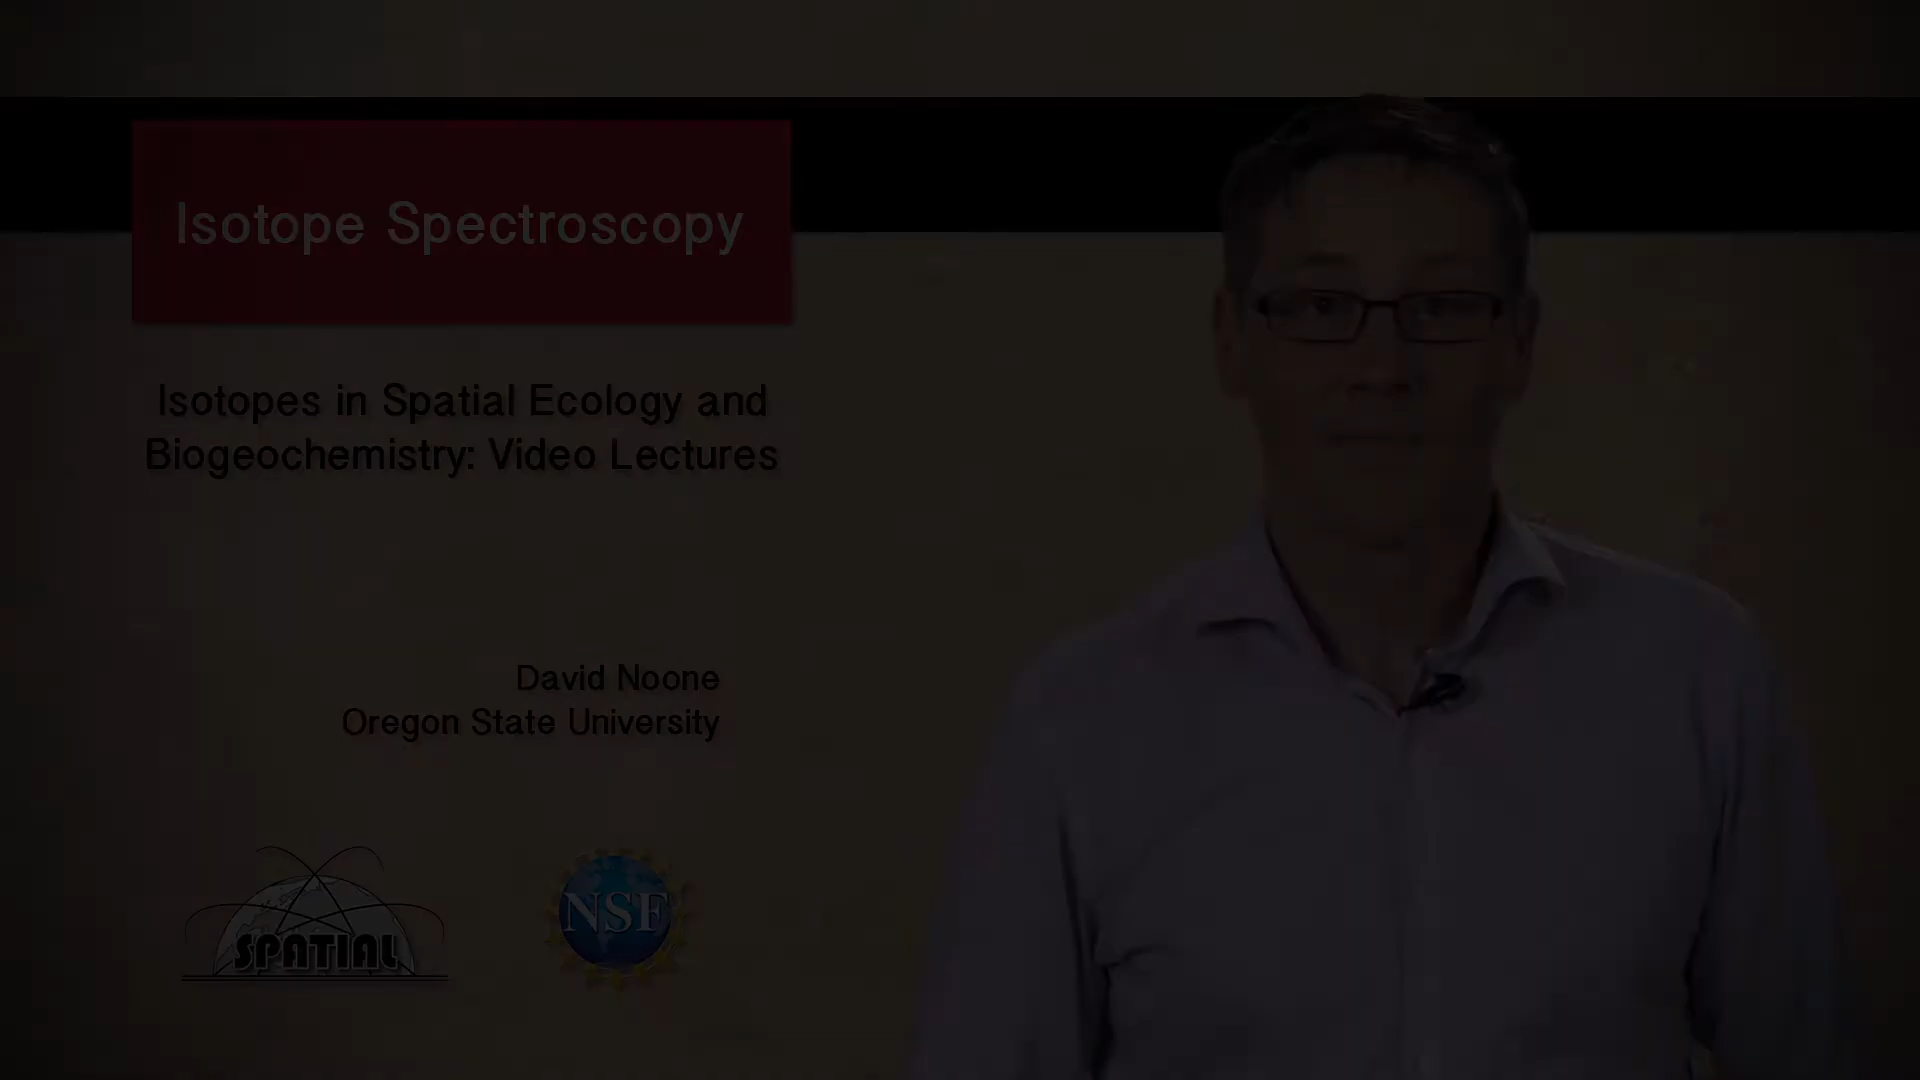 Isotope Spectroscopy
Isotopes in Spatial Ecology and
Biogeochemistry: Video Lectures
David Noone
Oregon State University
SPATIAL
NSF